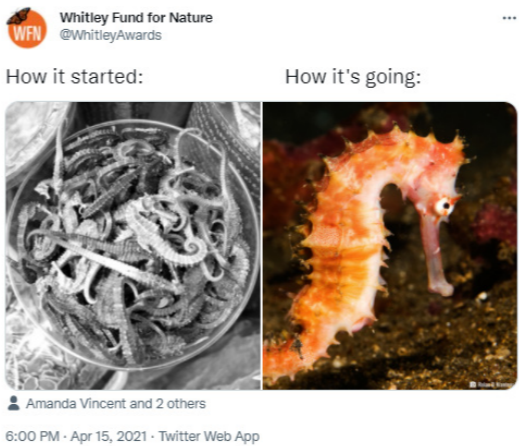 Whitley Fund for Nature
WFN
@WhitleyAwards
How it started:
How it's going:
Amanda Vincent and 2 others
6:00 PM · Apr 15, 2021 · Twitter Web App